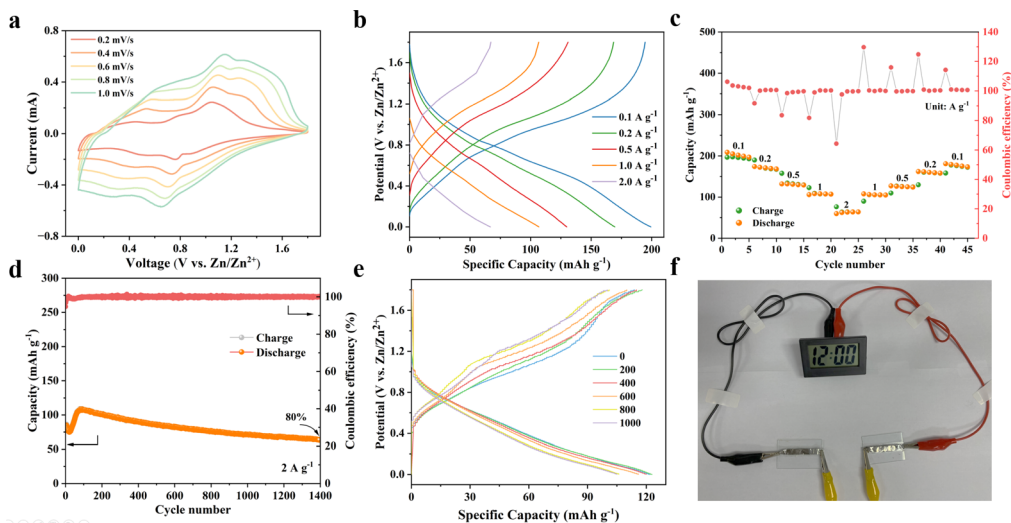 a
0.8
0.4
0.0
−0.4
−0.8
Current (mA)
0.2 mV/s
0.4 mV/s
0.6 mV/s
0.8 mV/s
1.0 mV/s
0.0 0.6 1.2 1.8
Voltage (V vs. Zn/Zn²⁺)
b
1.6
1.2
0.8
0.4
0.0
Potential (V vs. Zn/Zn²⁺)
0.1 A g⁻¹
0.2 A g⁻¹
0.5 A g⁻¹
1.0 A g⁻¹
2.0 A g⁻¹
0 50 100 150 200
Specific Capacity (mAh g⁻¹)
c
500
400
300
200
100
0
Capacity (mAh g⁻¹)
140
120
100
80
60
40
20
0
Coulombic efficiency (%)
Unit: A g⁻¹
0.1 0.2 0.5 1 2 1 0.5 0.2 0.1
Charge
Discharge
0 5 10 15 20 25 30 35 40 45
Cycle number
d
300
250
200
150
100
50
0
Capacity (mAh g⁻¹)
100
80
60
40
20
0
Coulombic efficiency (%)
Charge
Discharge
80%
2 A g⁻¹
0 200 400 600 800 1000 1200 1400
Cycle number
e
1.6
1.2
0.8
0.4
0.0
Potential (V vs. Zn/Zn²⁺)
0
200
400
600
800
1000
0 30 60 90 120
Specific Capacity (mAh g⁻¹)
f
12:00